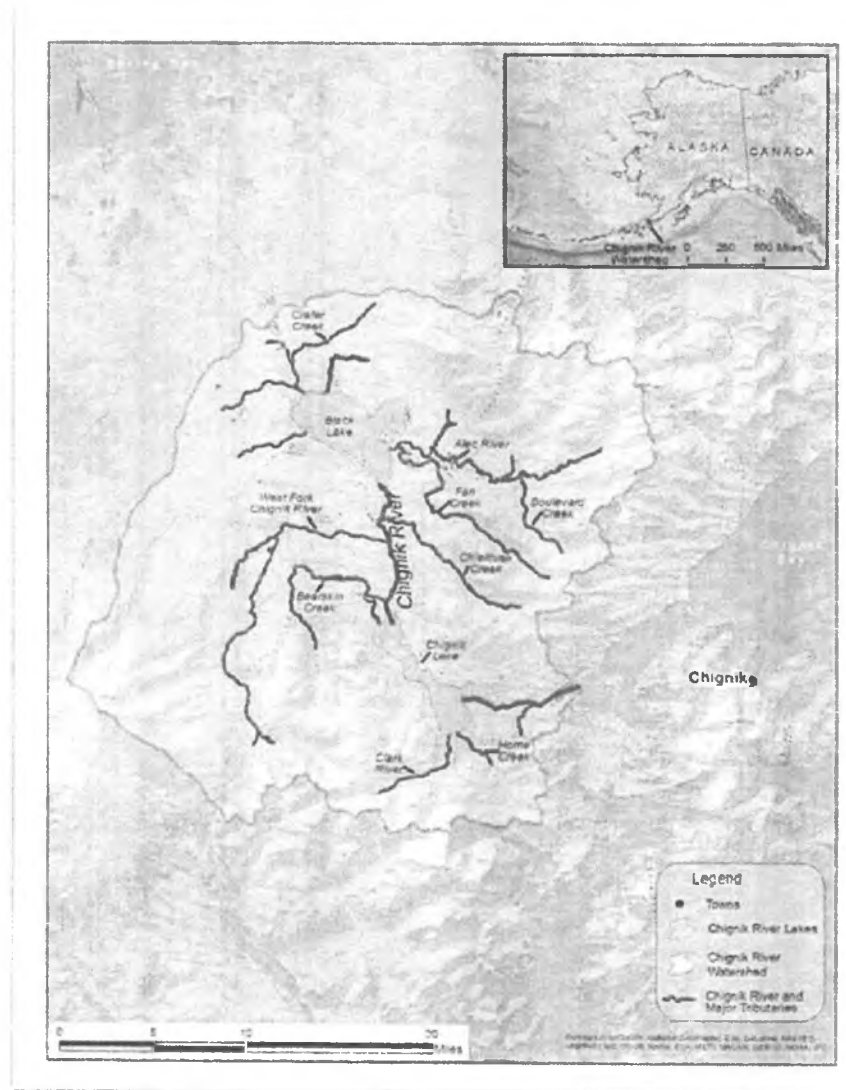 ALASKA
CANADA
Chignik River
Watershed
0 250 500 Miles
Crater
Creek
Black
Lake
Alec River
West Fork
Chignik River
Fan
Creek
Boulevard
Creek
Chignik River
Chiaktuak
Creek
Bearskin
Creek
Chignik
Lake
Chignik
Home
Creek
Clark
River
Legend
Towns
Chignik River Lakes
Chignik River
Watershed
Chignik River and
Major Tributaries
0 5 10 20
Miles